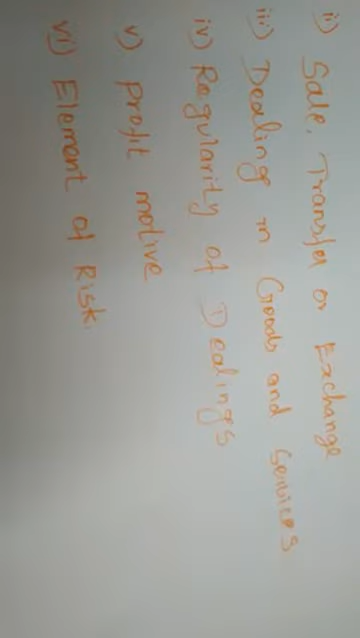 ii) Sale, Transfer or Exchange
iii) Dealing in Goods and Services
iv) Regularity of Dealings
v) Profit motive
vi) Element of Risk.